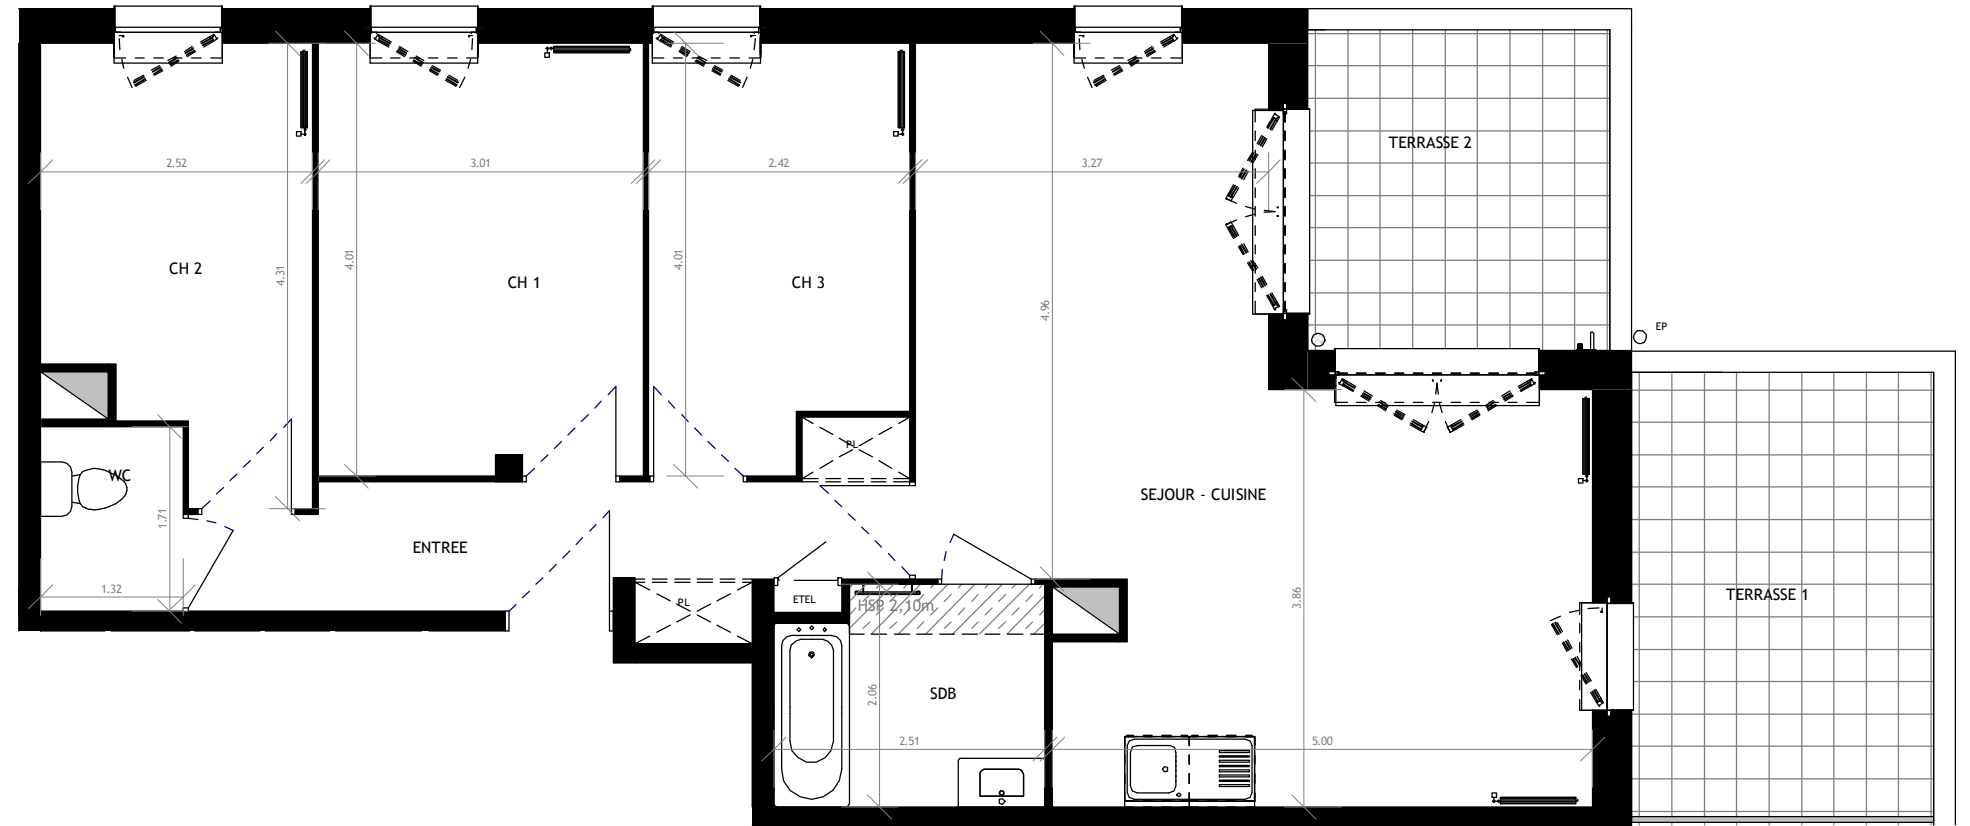 TERRASSE 2
2.52
3.01
2.42
3.27
CH 2
4.31
4.01
CH 1
4.01
CH 3
4.96
EP
PL
WC
SEJOUR - CUISINE
1.71
ENTREE
1.32
PL
ETEL
HSP 2,10m
3.86
TERRASSE 1
2.06
SDB
2.51
5.00